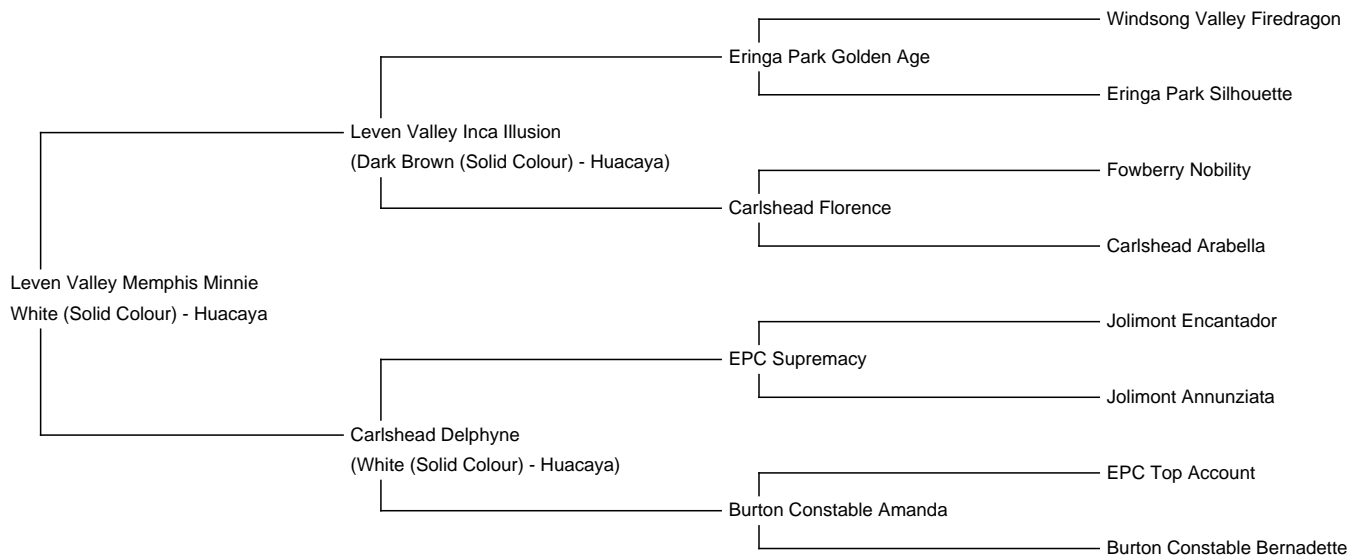 Windsong Valley Firedragon
Eringa Park Golden Age
Eringa Park Silhouette
Leven Valley Inca Illusion
(Dark Brown (Solid Colour) - Huacaya)
Fowberry Nobility
Carlshead Florence
Carlshead Arabella
Leven Valley Memphis Minnie
White (Solid Colour) - Huacaya
Jolimont Encantador
EPC Supremacy
Jolimont Annunziata
Carlshead Delphyne
(White (Solid Colour) - Huacaya)
EPC Top Account
Burton Constable Amanda
Burton Constable Bernadette